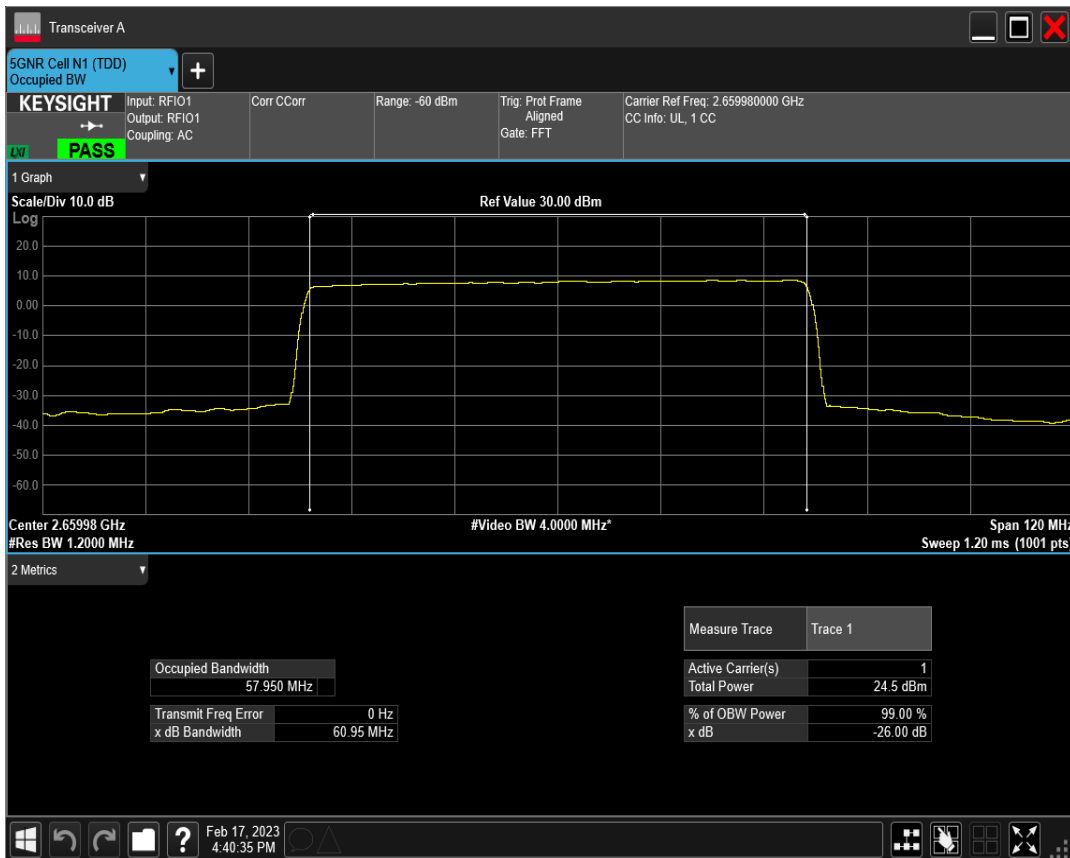 Transceiver A
5GNR Cell N1 (TDD)
Occupied BW
+
KEYSIGHT
LXI
PASS
Input: RFIO1
Output: RFIO1
Coupling: AC
Corr CCorr
Range: -60 dBm
Trig: Prot Frame
Aligned
Gate: FFT
Carrier Ref Freq: 2.659980000 GHz
CC Info: UL, 1 CC
1 Graph
Scale/Div 10.0 dB
Ref Value 30.00 dBm
Log
20.0
10.0
0.00
-10.0
-20.0
-30.0
-40.0
-50.0
-60.0
Center 2.65998 GHz
#Video BW 4.0000 MHz*
Span 120 MHz
#Res BW 1.2000 MHz
Sweep 1.20 ms (1001 pts)
2 Metrics
Measure Trace Trace 1
Occupied Bandwidth
57.950 MHz
Active Carrier(s) 1
Total Power 24.5 dBm
Transmit Freq Error 0 Hz
x dB Bandwidth 60.95 MHz
% of OBW Power 99.00 %
x dB -26.00 dB
?
Feb 17, 2023
4:40:35 PM